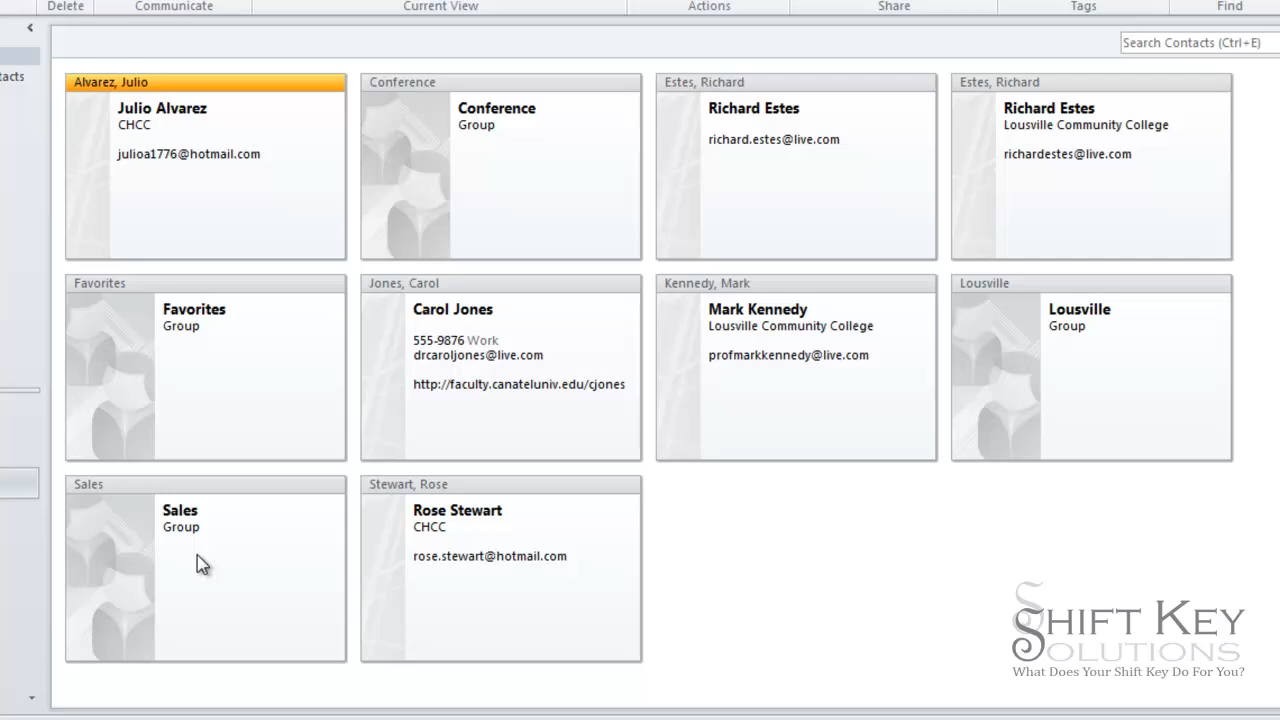 Delete Communicate Current View Actions Share Tags Find
Search Contacts (Ctrl+E)
tacts
Alvarez, Julio
Julio Alvarez
CHCC
julioa1776@hotmail.com
Conference
Conference
Group
Estes, Richard
Richard Estes
richard.estes@live.com
Estes, Richard
Richard Estes
Lousville Community College
richardestes@live.com
Favorites
Favorites
Group
Jones, Carol
Carol Jones
555-9876 Work
drcaroljones@live.com
http://faculty.canateluniv.edu/cjones
Kennedy, Mark
Mark Kennedy
Lousville Community College
profmarkkennedy@live.com
Lousville
Lousville
Group
Sales
Sales
Group
Stewart, Rose
Rose Stewart
CHCC
rose.stewart@hotmail.com
SHIFT KEY
SOLUTIONS
What Does Your Shift Key Do For You?